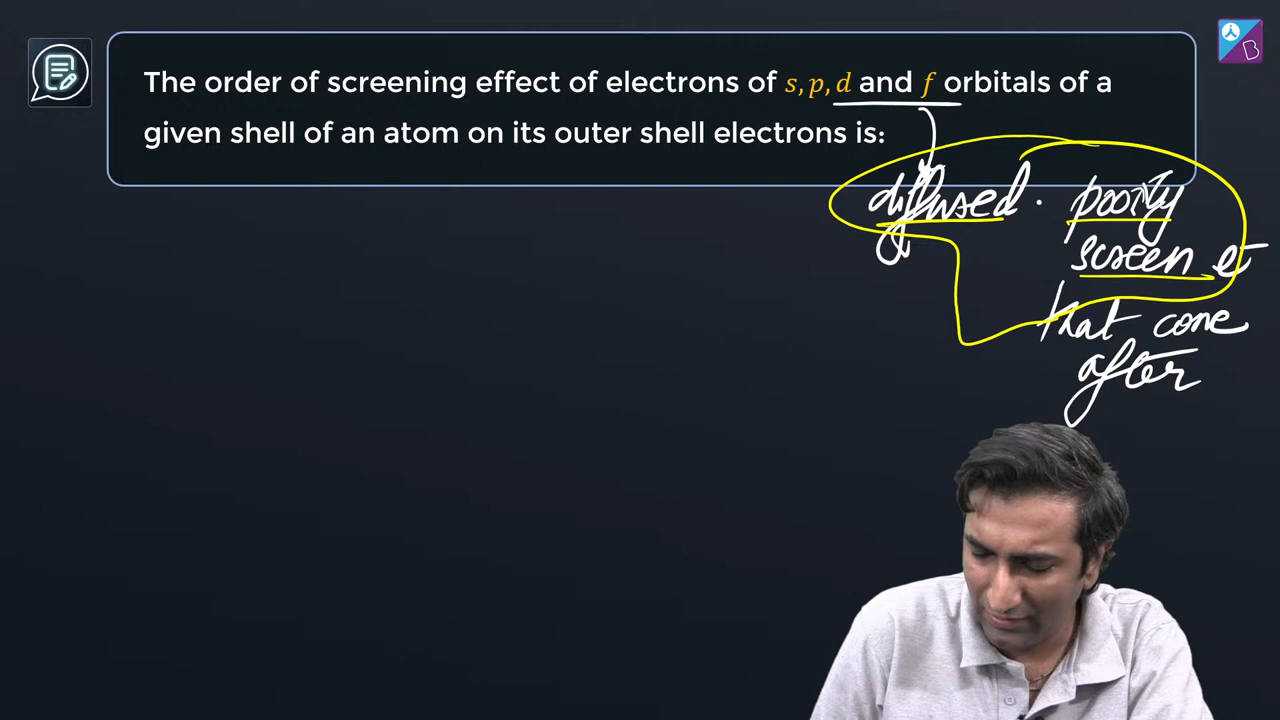 The order of screening effect of electrons of s, p, d and f orbitals of a
given shell of an atom on its outer shell electrons is:
diffused. poorly
screen e-
that come
after
B